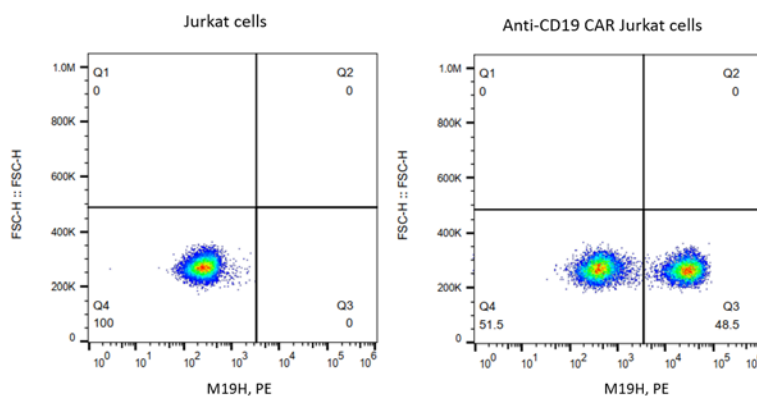 Jurkat cells
Q1
0
Q2
0
Q4
100
Q3
0
1.0M
800K
600K
400K
200K
0
FSC-H :: FSC-H
10^0 10^1 10^2 10^3 10^4 10^5 10^6
M19H, PE
Anti-CD19 CAR Jurkat cells
Q1
0
Q2
0
Q4
51.5
Q3
48.5
1.0M
800K
600K
400K
200K
0
FSC-H :: FSC-H
10^0 10^1 10^2 10^3 10^4 10^5
M19H, PE